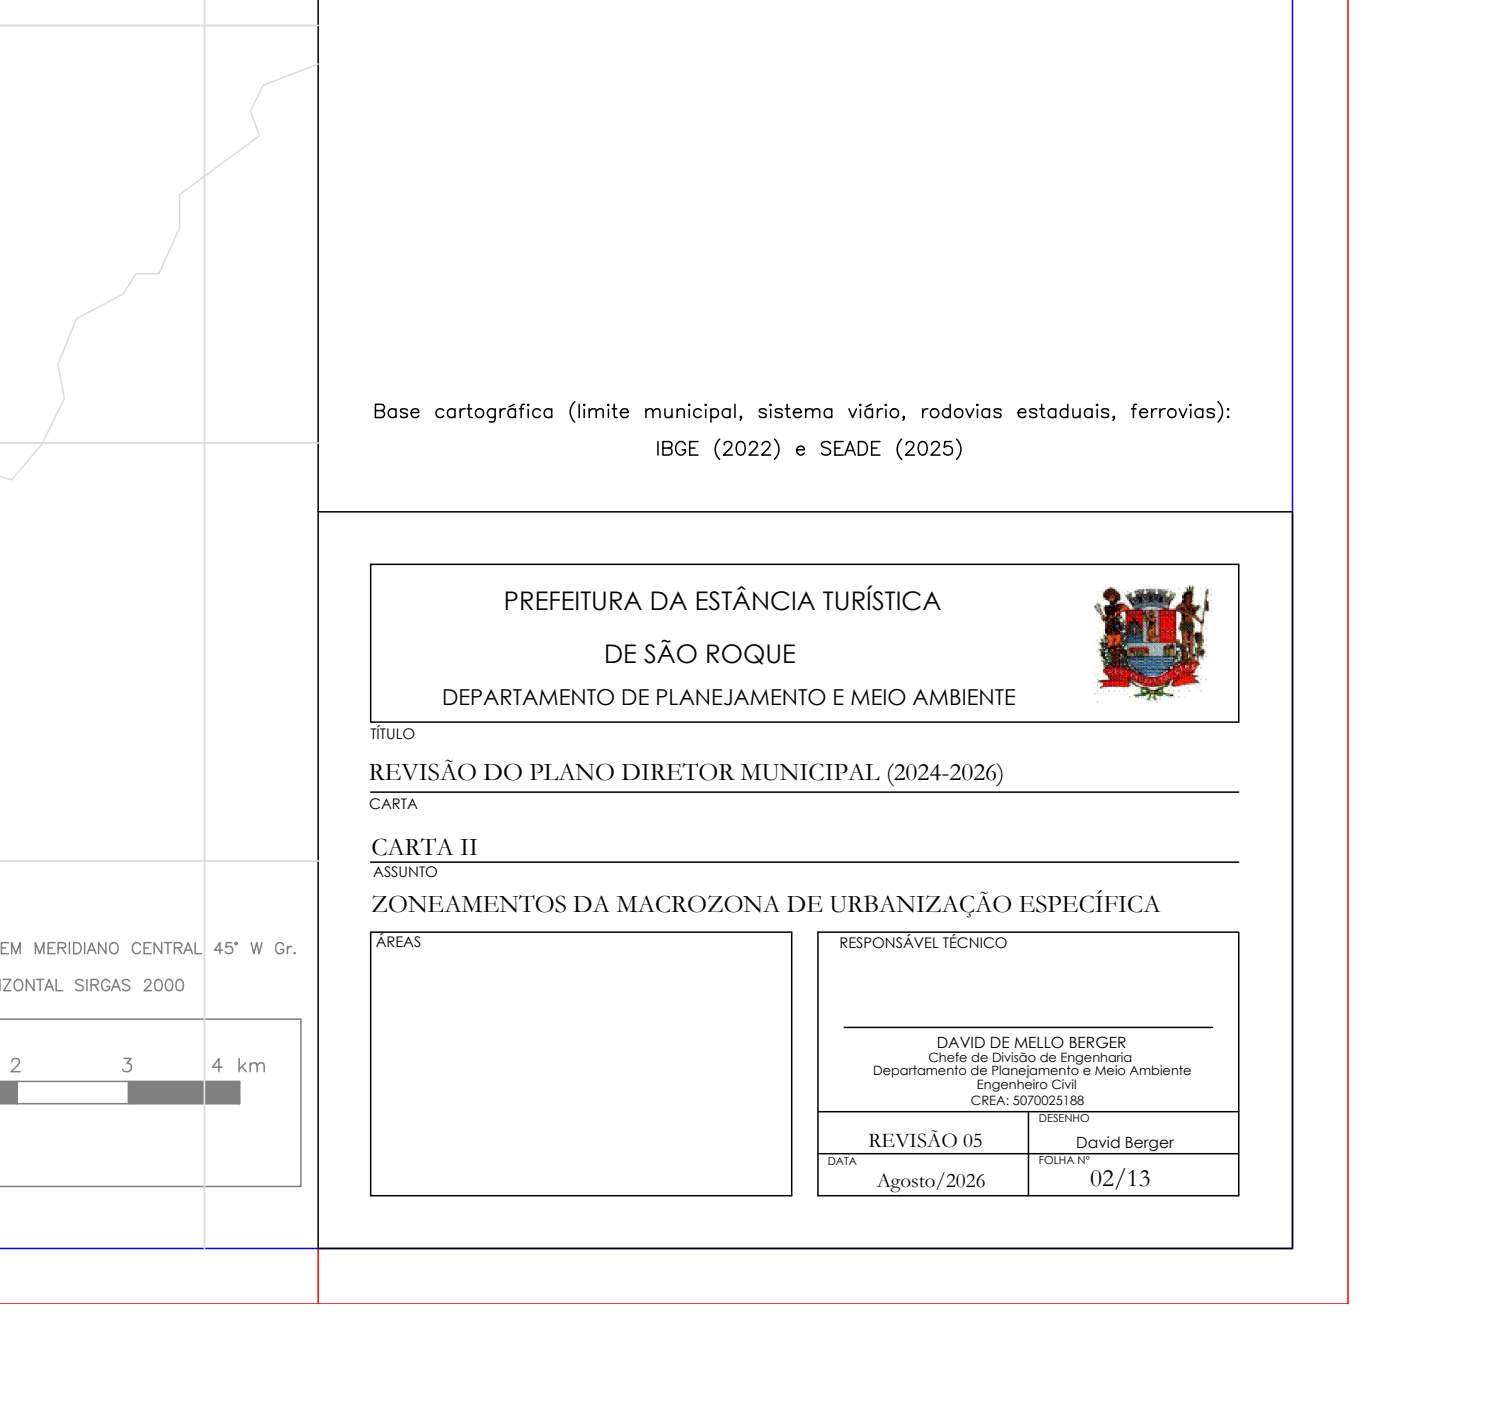 Base cartográfica (limite municipal, sistema viário, rodovias estaduais, ferrovias):
IBGE (2022) e SEADE (2025)
PREFEITURA DA ESTÂNCIA TURÍSTICA
DE SÃO ROQUE
DEPARTAMENTO DE PLANEJAMENTO E MEIO AMBIENTE
TÍTULO
REVISÃO DO PLANO DIRETOR MUNICIPAL (2024-2026)
CARTA
CARTA II
ASSUNTO
ZONEAMENTOS DA MACROZONA DE URBANIZAÇÃO ESPECÍFICA
EM MERIDIANO CENTRAL 45° W Gr.
IZONTAL SIRGAS 2000
2 3 4 km
ÁREAS
RESPONSÁVEL TÉCNICO
DAVID DE MELLO BERGER
Chefe de Divisão de Engenharia
Departamento de Planejamento e Meio Ambiente
Engenheiro Civil
CREA: 5070025188
REVISÃO 05
DESENHO
David Berger
DATA
Agosto/2026
FOLHA Nº
02/13